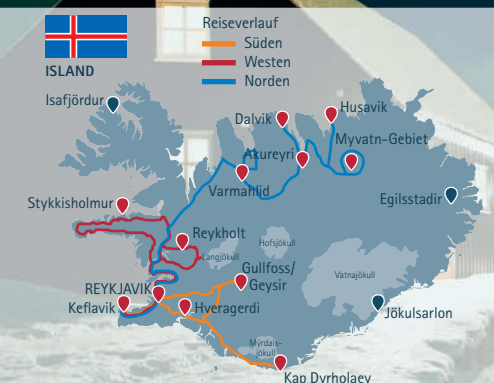 Reiseverlauf
Süden
Westen
Norden
ISLAND
Isafjördur
Dalvik
Husavik
Akureyri
Myvatn-Gebiet
Varmahlid
Egilsstadir
Stykkisholmur
Reykholt
Langjökull
Hofsjökull
Vatnajökull
Gullfoss/
Geysir
REYKJAVIK
Keflavik
Hveragerdi
Jökulsarlon
Myrdals-
jökull
Kap Dyrholaey